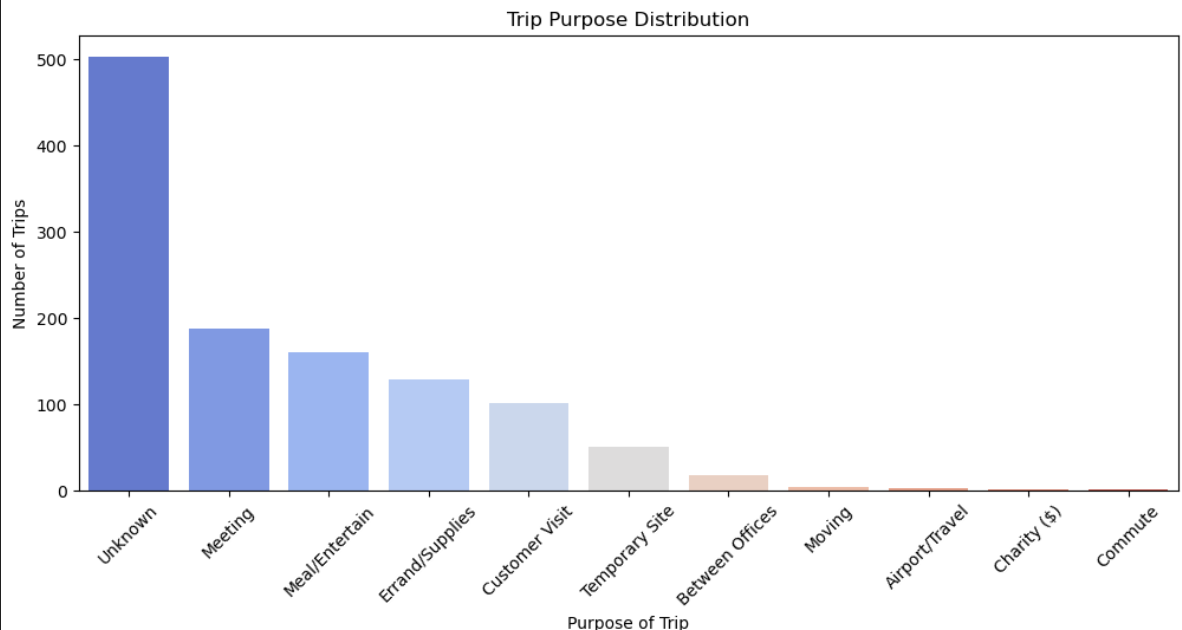 Trip Purpose Distribution
Number of Trips
500
400
300
200
100
0
Unknown
Meeting
Meal/Entertain
Errand/Supplies
Customer Visit
Temporary Site
Between Offices
Moving
Airport/Travel
Charity ($)
Commute
Purpose of Trip